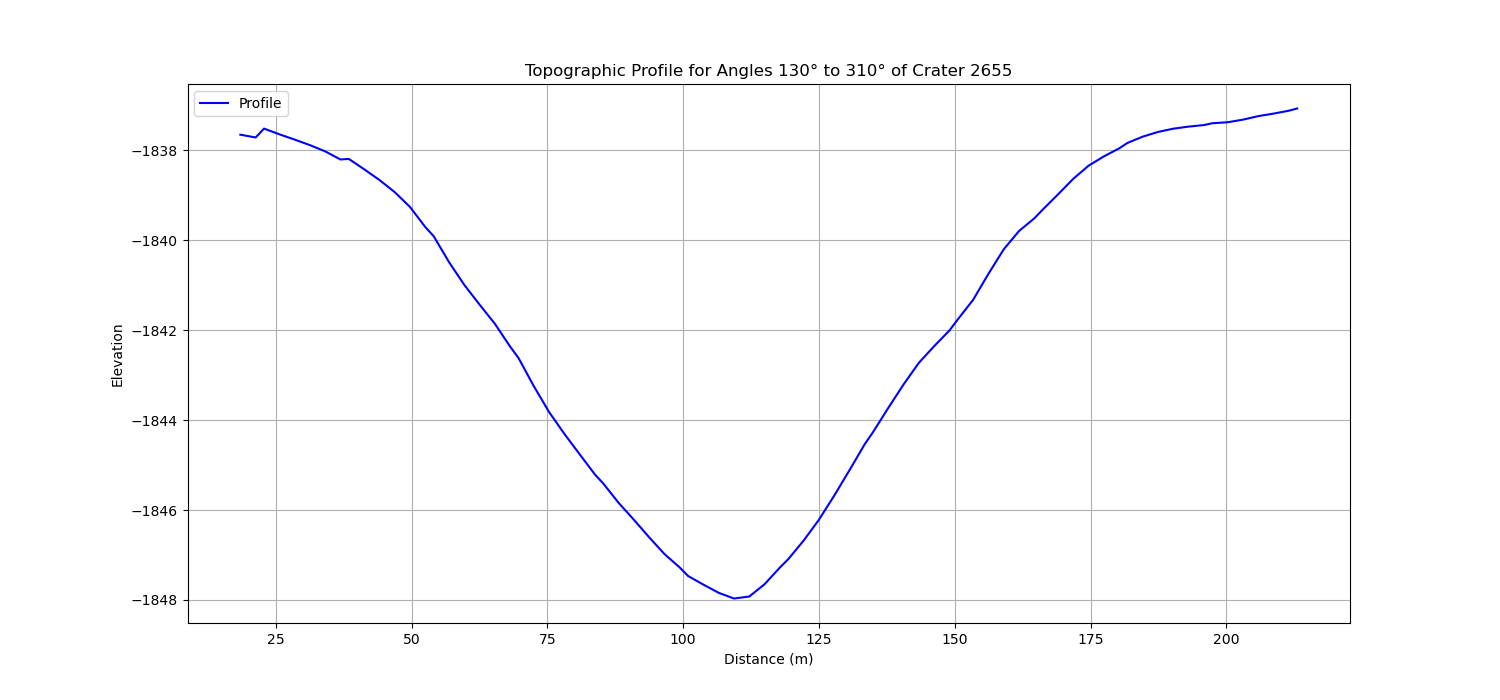 Topographic Profile for Angles 130° to 310° of Crater 2655
Profile
−1838
−1840
−1842
−1844
−1846
−1848
Elevation
25 50 75 100 125 150 175 200
Distance (m)